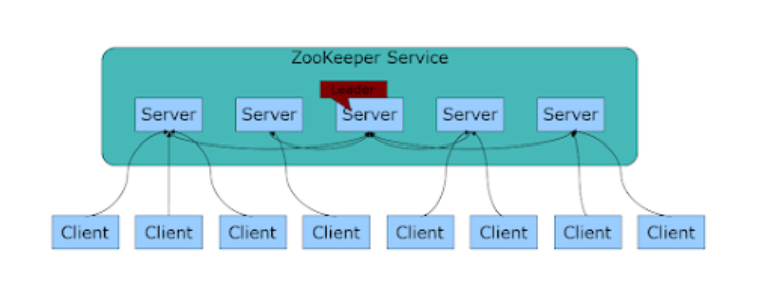 ZooKeeper Service
Leader
Server
Server
Server
Server
Server
Client
Client
Client
Client
Client
Client
Client
Client